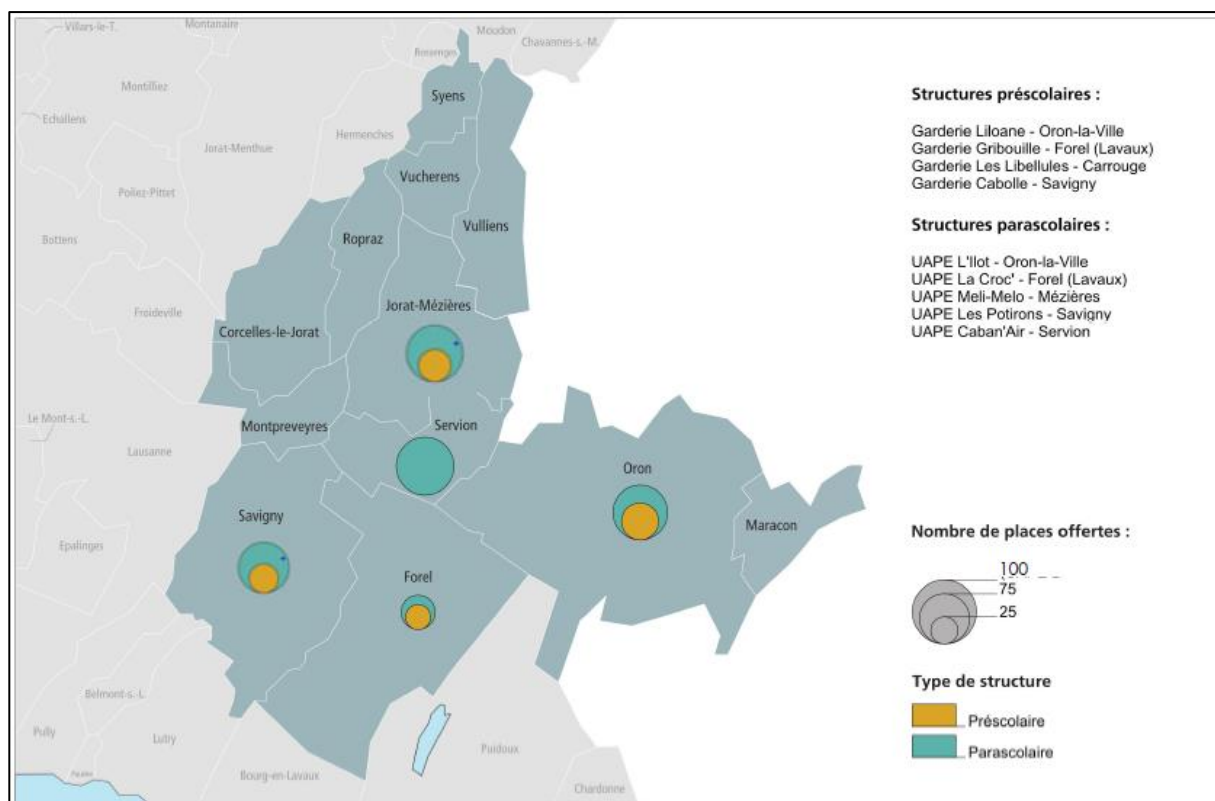 Villars-le-T.
Montanaire
Moudon
Chavannes-s.-M.
Montilliez
Syens
Echallens
Hermenches
Jorat-Menthue
Vucherens
Poliez-Pittet
Vulliens
Ropraz
Bottens
Jorat-Mézières
Froideville
Corcelles-le-Jorat
Le Mont-s.-L.
Montpreveyres
Servion
Lausanne
Oron
Savigny
Maracon
Epalinges
Forel
Belmont-s.-L.
Pully
Lutry
Puidoux
Bourg-en-Lavaux
Chardonne
Structures préscolaires :
Garderie Liloane - Oron-la-Ville
Garderie Gribouille - Forel (Lavaux)
Garderie Les Libellules - Carrouge
Garderie Cabolle - Savigny
Structures parascolaires :
UAPE L'Ilot - Oron-la-Ville
UAPE La Croc' - Forel (Lavaux)
UAPE Meli-Melo - Mézières
UAPE Les Potirons - Savigny
UAPE Caban'Air - Servion
Nombre de places offertes :
100
75
25
Type de structure
Préscolaire
Parascolaire